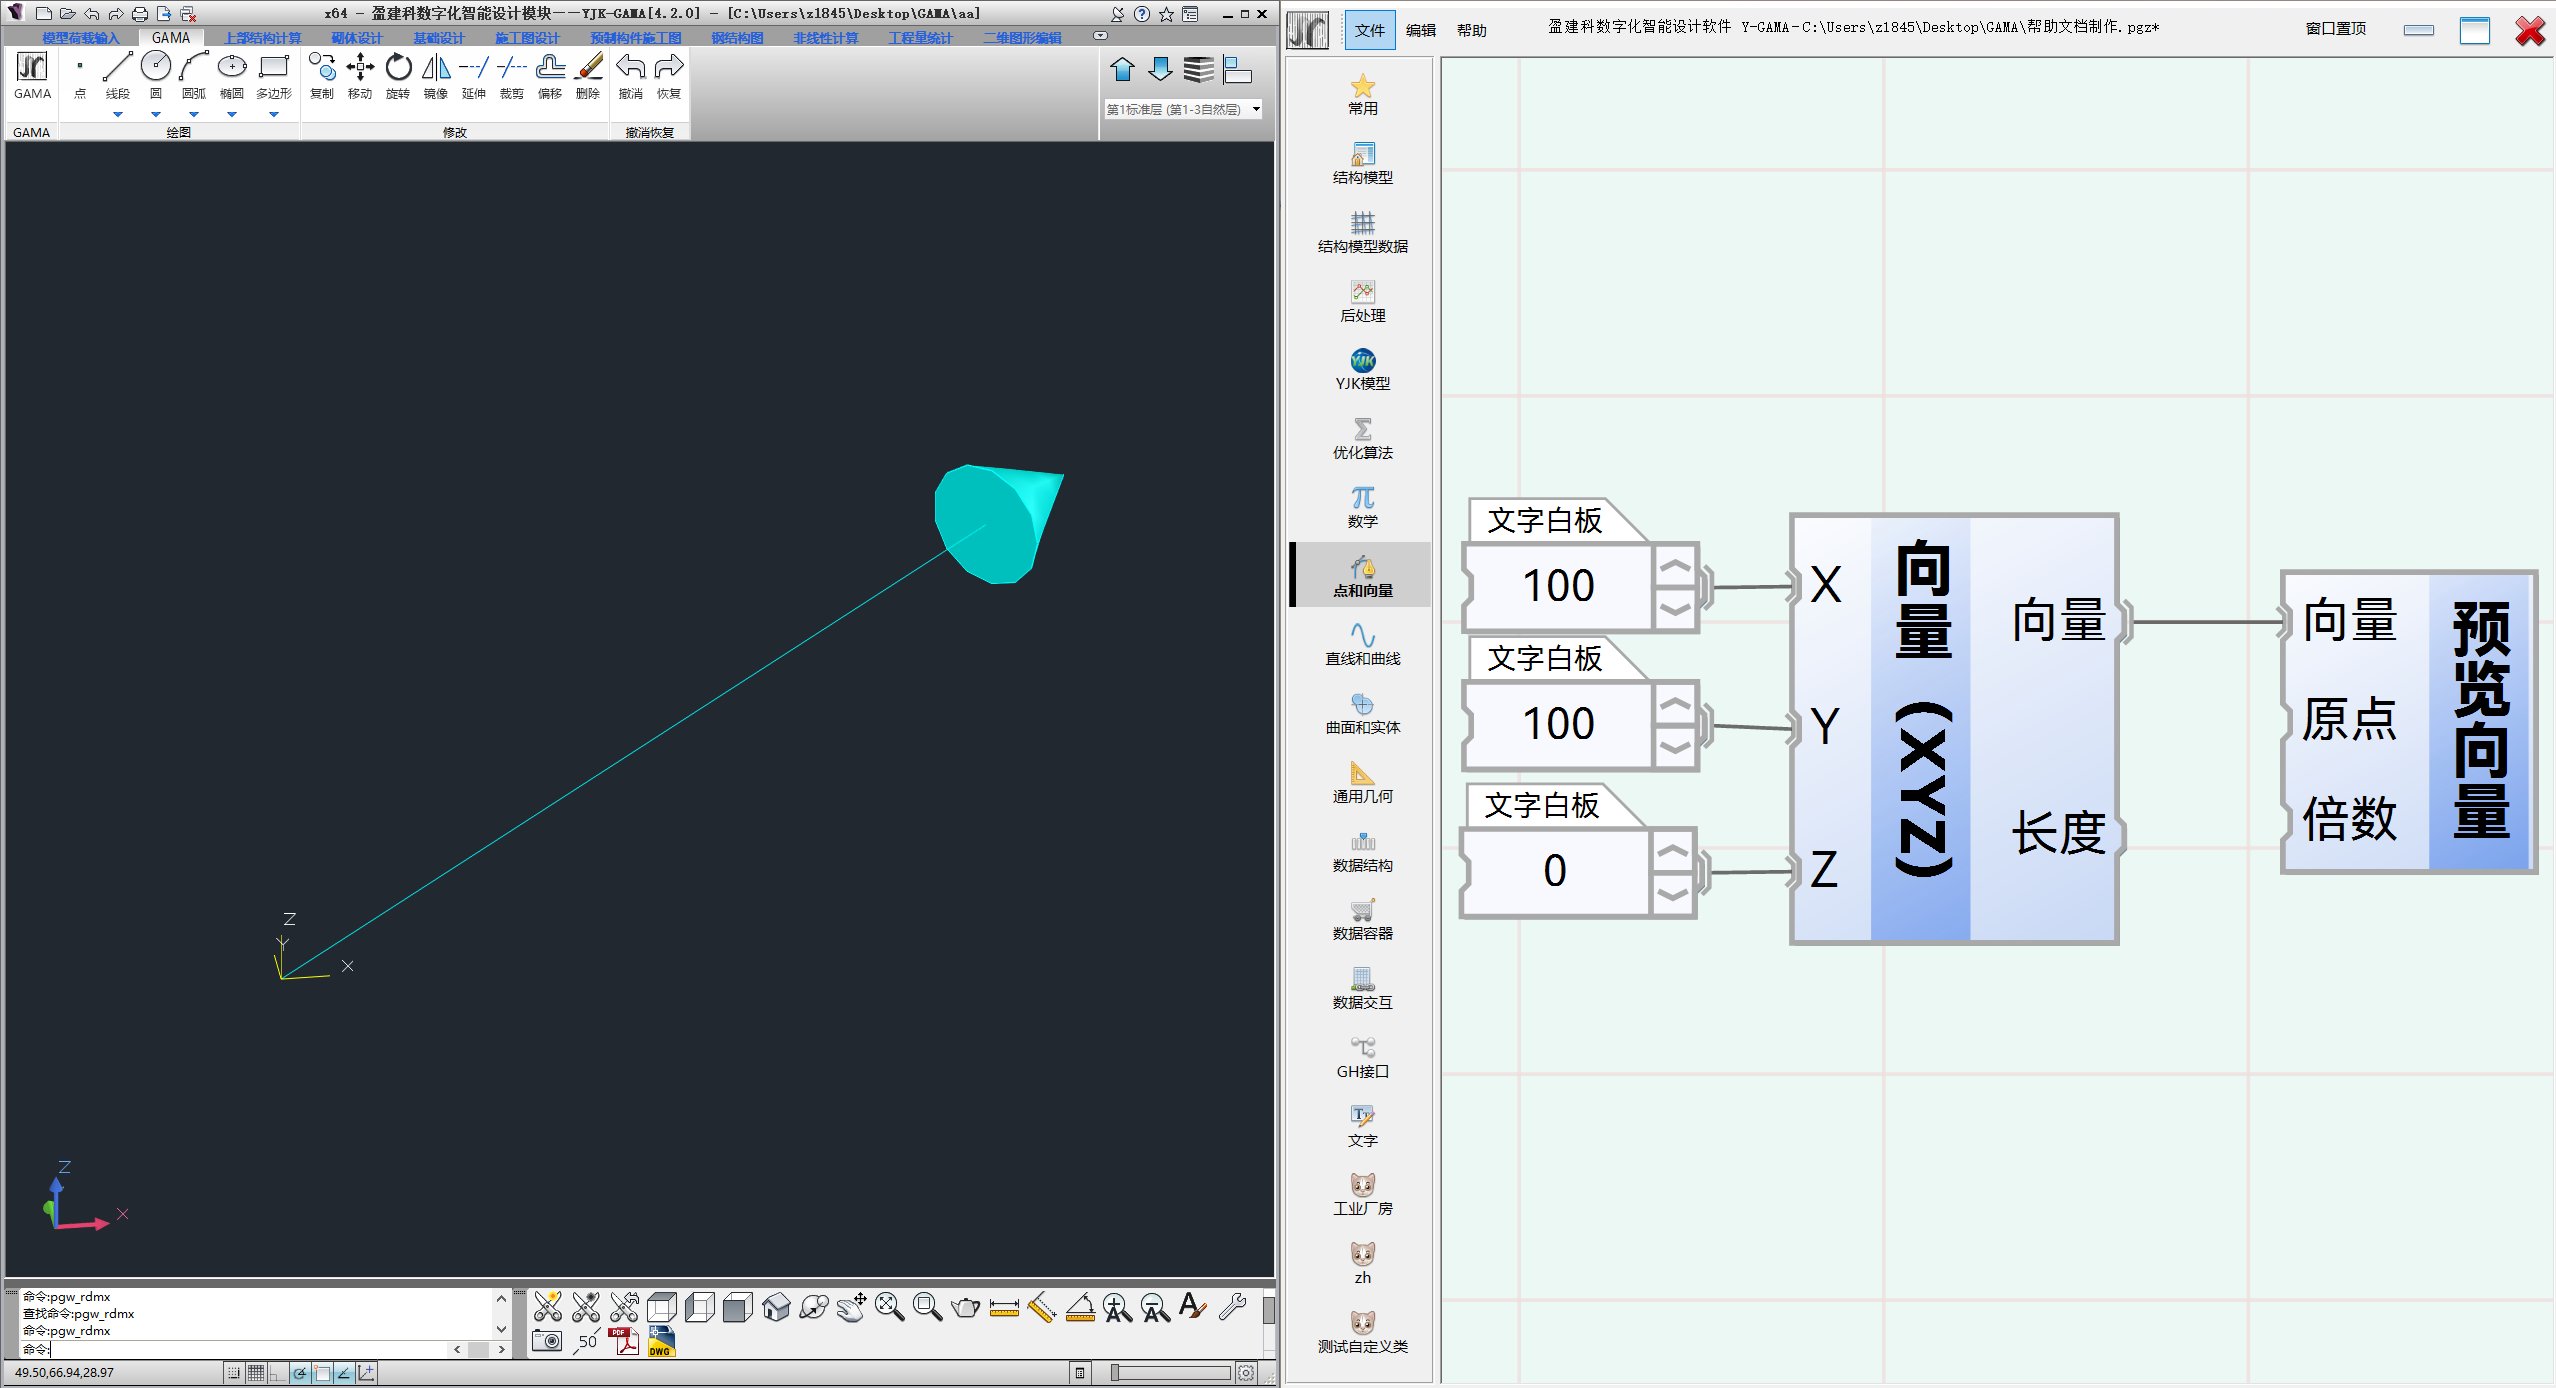 x64 - 盈建科数字化智能设计模块——YJK-GAMA[4.2.0] - [C:\Users\z1845\Desktop\GAMA\aa]
模型荷载输入 GAMA 上部结构计算 砌体设计 基础设计 施工图设计 预制构件施工图 钢结构图 非线性计算 工程量统计 二维图形编辑
GAMA 点 线段 圆 圆弧 椭圆 多边形 复制 移动 旋转 镜像 延伸 裁剪 偏移 删除 撤消 恢复
第1标准层 (第1-3自然层)
GAMA 绘图 修改 撤消恢复
Z
Y
X
Z
X
命令:pgw_rdmx
查找命令:pgw_rdmx
命令:pgw_rdmx
命令:
50
PDF
DWG
49.50,66.94,28.97
文件 编辑 帮助 盈建科数字化智能设计软件 Y-GAMA-C:\Users\z1845\Desktop\GAMA\帮助文档制作.pgz* 窗口置顶
常用
结构模型
结构模型数据
后处理
YJK
YJK模型
优化算法
数学
点和向量
直线和曲线
曲面和实体
通用几何
数据结构
数据容器
数据交互
GH接口
文字
工业厂房
zh
测试自定义类
文字白板
100
文字白板
100
文字白板
0
X
Y
Z
向量（XYZ）
向量
长度
向量
原点
倍数
预览向量